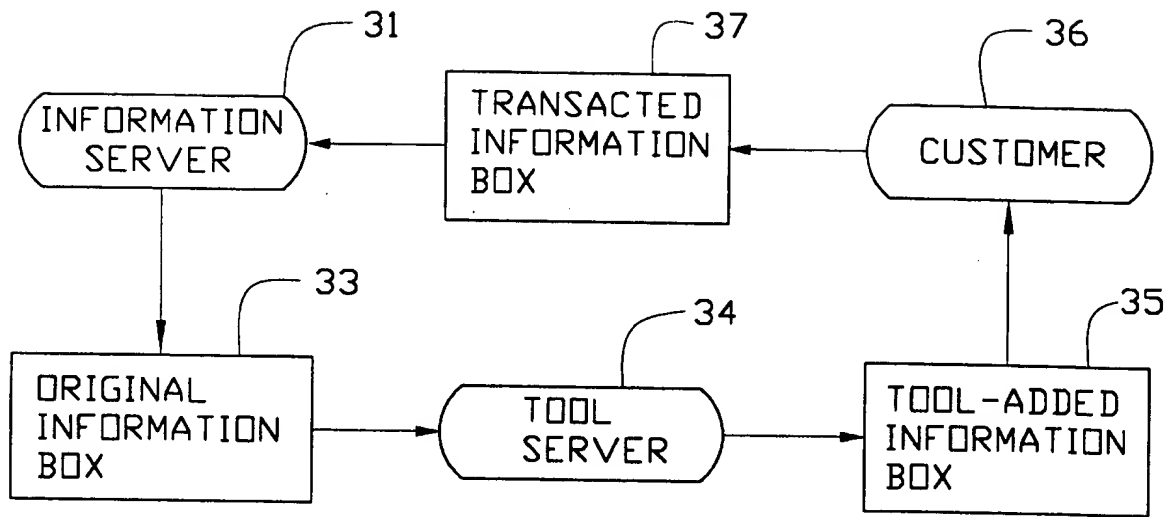 31
INFORMATION
SERVER
37
TRANSACTED
INFORMATION
BOX
36
CUSTOMER
33
ORIGINAL
INFORMATION
BOX
34
TOOL
SERVER
35
TOOL-ADDED
INFORMATION
BOX